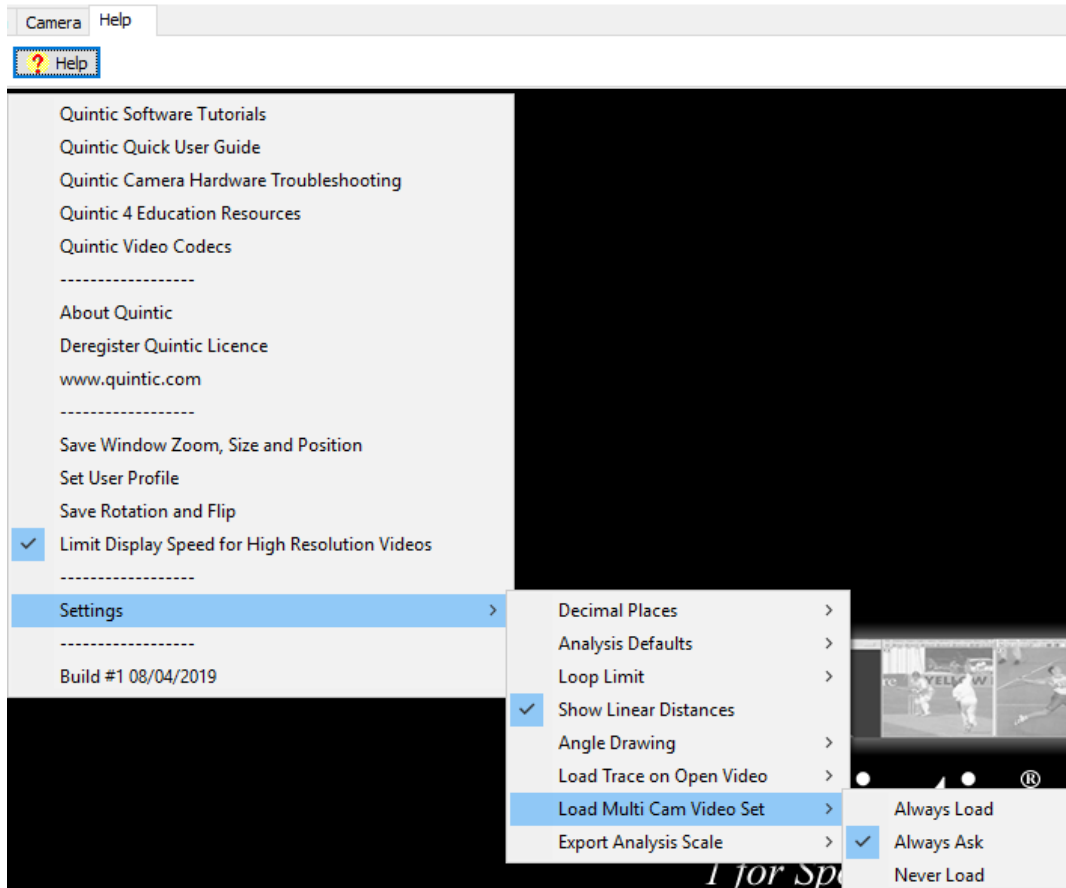 Camera
Help
Help
Quintic Software Tutorials
Quintic Quick User Guide
Quintic Camera Hardware Troubleshooting
Quintic 4 Education Resources
Quintic Video Codecs
------------------
About Quintic
Deregister Quintic Licence
www.quintic.com
------------------
Save Window Zoom, Size and Position
Set User Profile
Save Rotation and Flip
Limit Display Speed for High Resolution Videos
------------------
Settings
------------------
Build #1 08/04/2019
Decimal Places
Analysis Defaults
Loop Limit
Show Linear Distances
Angle Drawing
Load Trace on Open Video
Load Multi Cam Video Set
Export Analysis Scale
Always Load
Always Ask
Never Load
YELLOW
®
1 for